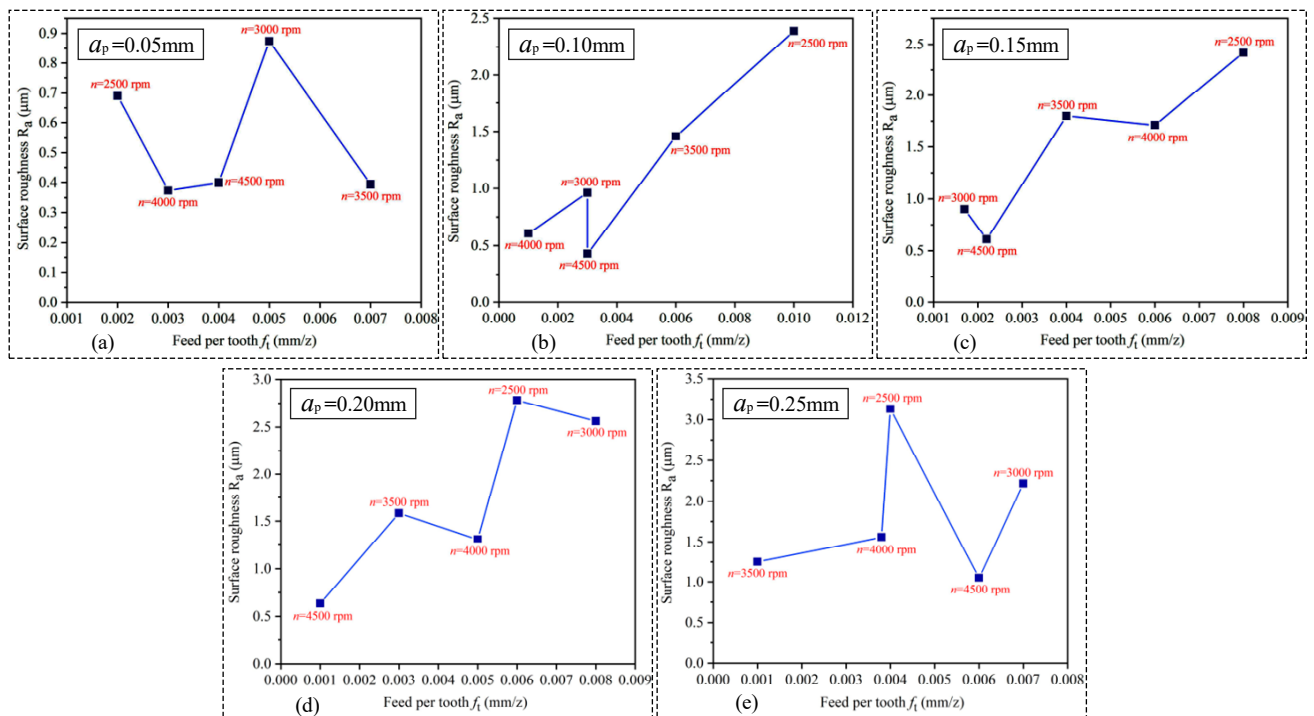 aₚ=0.05mm
Surface roughness Rₐ (μm)
0.9
0.8
0.7
0.6
0.5
0.4
0.3
0.2
0.1
0.0
n=2500 rpm
n=4000 rpm
n=4500 rpm
n=3000 rpm
n=3500 rpm
0.001 0.002 0.003 0.004 0.005 0.006 0.007 0.008
(a)
Feed per tooth fₜ (mm/z)
aₚ=0.10mm
Surface roughness Rₐ (μm)
2.5
2.0
1.5
1.0
0.5
0.0
n=4000 rpm
n=3000 rpm
n=4500 rpm
n=3500 rpm
n=2500 rpm
0.000 0.002 0.004 0.006 0.008 0.010 0.012
(b)
Feed per tooth fₜ (mm/z)
aₚ=0.15mm
Surface roughness Rₐ (μm)
2.5
2.0
1.5
1.0
0.5
0.0
n=3000 rpm
n=4500 rpm
n=3500 rpm
n=4000 rpm
n=2500 rpm
0.001 0.002 0.003 0.004 0.005 0.006 0.007 0.008 0.009
(c)
Feed per tooth fₜ (mm/z)
aₚ=0.20mm
Surface roughness Rₐ (μm)
3.0
2.5
2.0
1.5
1.0
0.5
0.0
n=4500 rpm
n=3500 rpm
n=4000 rpm
n=2500 rpm
n=3000 rpm
0.000 0.001 0.002 0.003 0.004 0.005 0.006 0.007 0.008 0.009
(d)
Feed per tooth fₜ (mm/z)
aₚ=0.25mm
Surface roughness Rₐ (μm)
3.5
3.0
2.5
2.0
1.5
1.0
0.5
0.0
n=3500 rpm
n=4000 rpm
n=2500 rpm
n=4500 rpm
n=3000 rpm
0.000 0.001 0.002 0.003 0.004 0.005 0.006 0.007 0.008
(e)
Feed per tooth fₜ (mm/z)